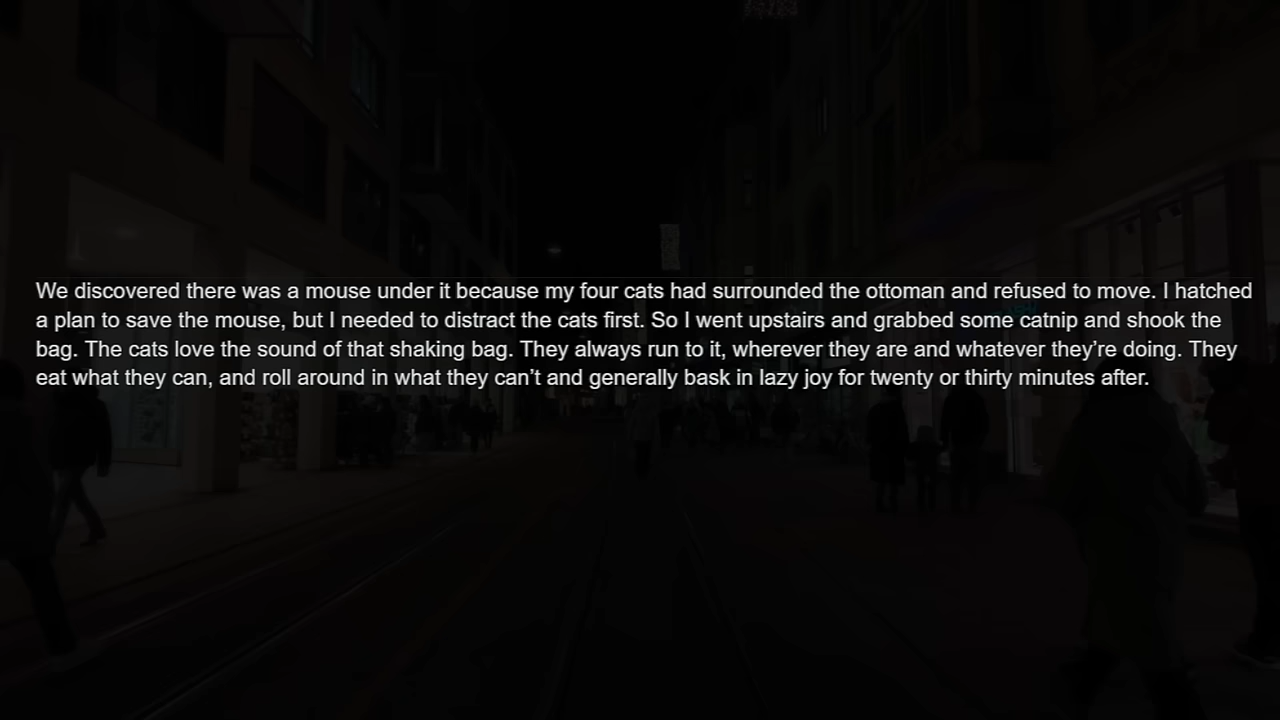 We discovered there was a mouse under it because my four cats had surrounded the ottoman and refused to move. I hatched
a plan to save the mouse, but I needed to distract the cats first. So I went upstairs and grabbed some catnip and shook the
bag. The cats love the sound of that shaking bag. They always run to it, wherever they are and whatever they’re doing. They
eat what they can, and roll around in what they can’t and generally bask in lazy joy for twenty or thirty minutes after.